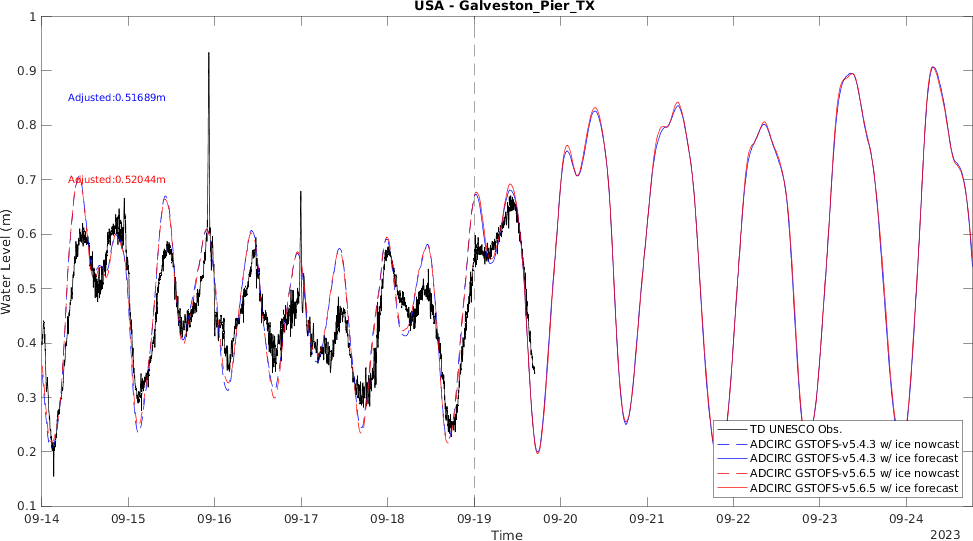 USA - Galveston_Pier_TX
1
0.9
0.8
0.7
0.6
0.5
0.4
0.3
0.2
0.1
Water Level (m)
Adjusted:0.51689m
Adjusted:0.52044m
TD UNESCO Obs.
ADCIRC GSTOFS-v5.4.3 w/ ice nowcast
ADCIRC GSTOFS-v5.4.3 w/ ice forecast
ADCIRC GSTOFS-v5.6.5 w/ ice nowcast
ADCIRC GSTOFS-v5.6.5 w/ ice forecast
09-14 09-15 09-16 09-17 09-18 09-19 09-20 09-21 09-22 09-23 09-24
Time
2023